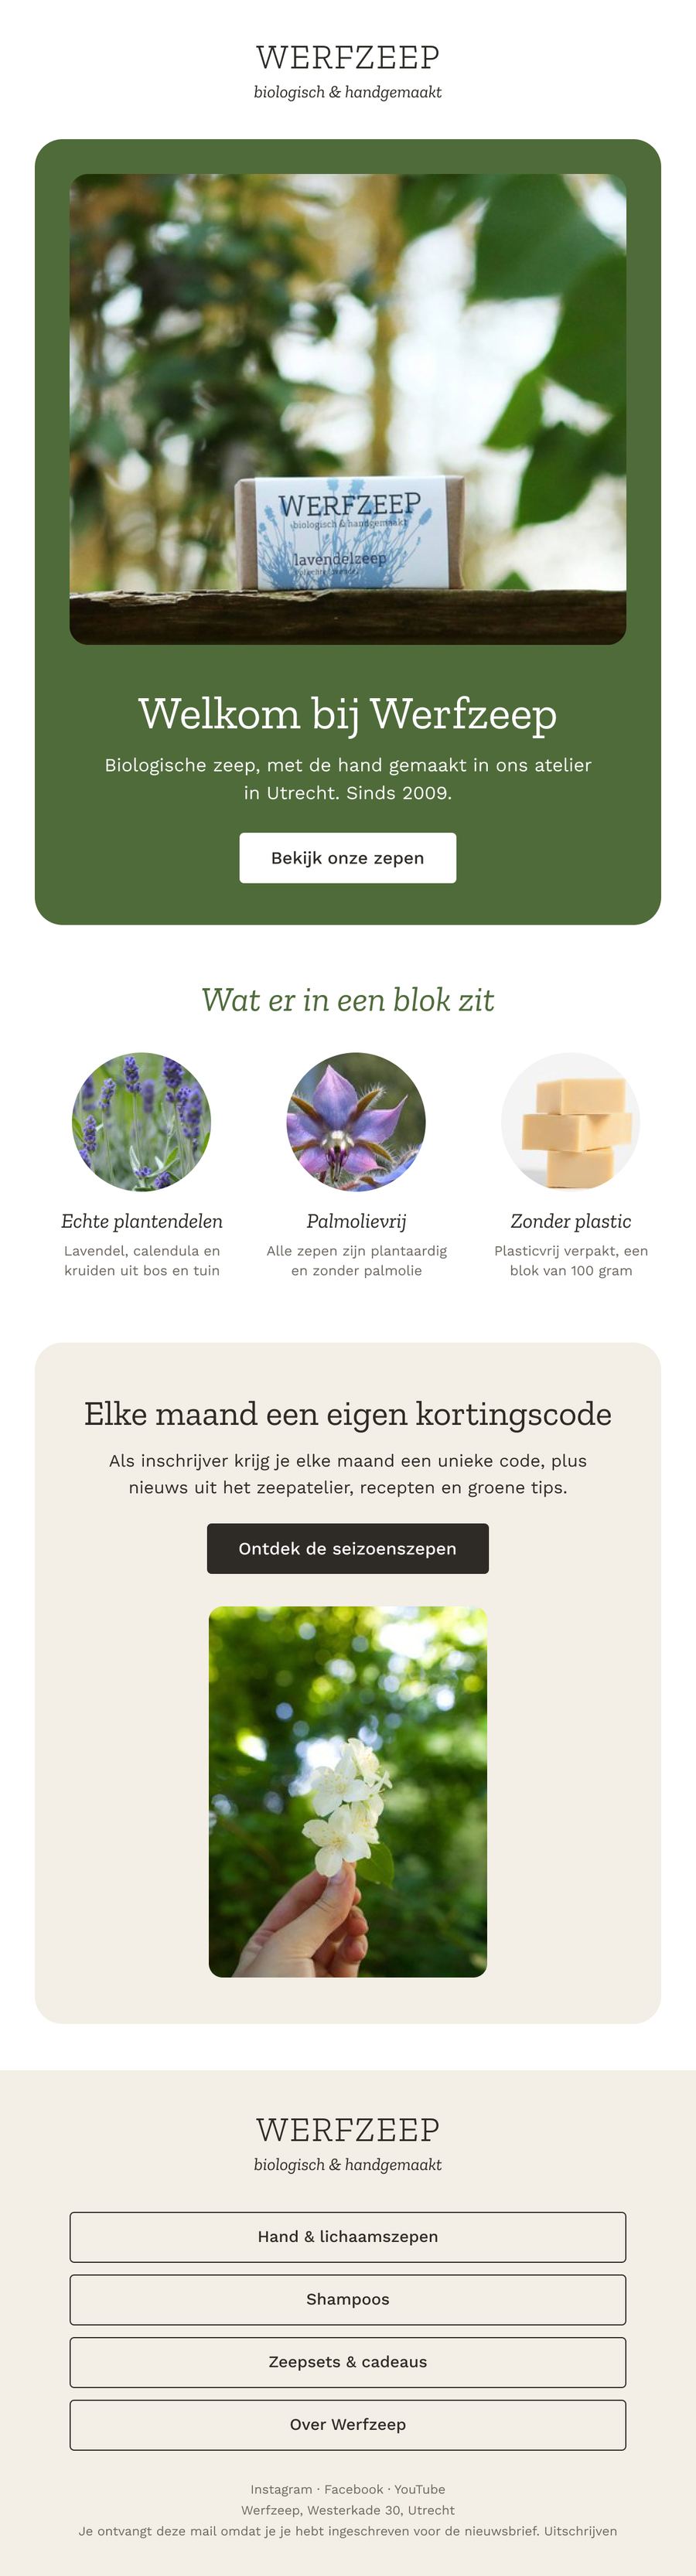 WERFZEEP
biologisch & handgemaakt
WERFZEEP
biologisch & handgemaakt
lavendelzeep
Welkom bij Werfzeep
Biologische zeep, met de hand gemaakt in ons atelier
in Utrecht. Sinds 2009.
Bekijk onze zepen
Wat er in een blok zit
Echte plantendelen
Lavendel, calendula en
kruiden uit bos en tuin
Palmolievrij
Alle zepen zijn plantaardig
en zonder palmolie
Zonder plastic
Plasticvrij verpakt, een
blok van 100 gram
Elke maand een eigen kortingscode
Als inschrijver krijg je elke maand een unieke code, plus
nieuws uit het zeepatelier, recepten en groene tips.
Ontdek de seizoenszepen
WERFZEEP
biologisch & handgemaakt
Hand & lichaamszepen
Shampoos
Zeepsets & cadeaus
Over Werfzeep
Instagram · Facebook · YouTube
Werfzeep, Westerkade 30, Utrecht
Je ontvangt deze mail omdat je je hebt ingeschreven voor de nieuwsbrief. Uitschrijven